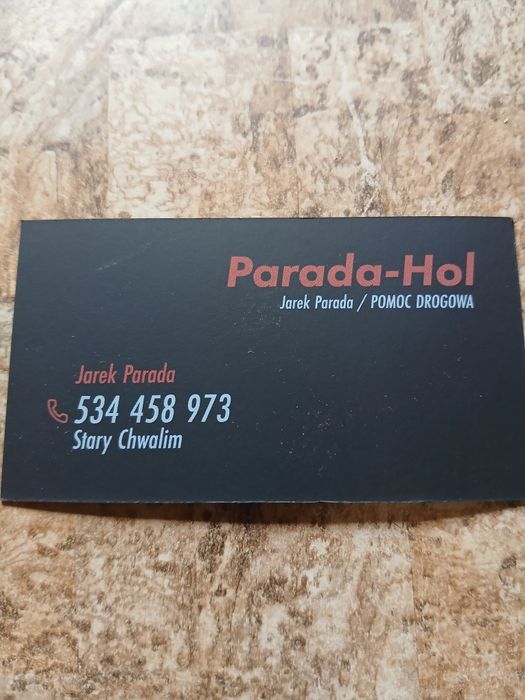 Parada-Hol
Jarek Parada / POMOC DROGOWA
Jarek Parada
534 458 973
Stary Chwalim